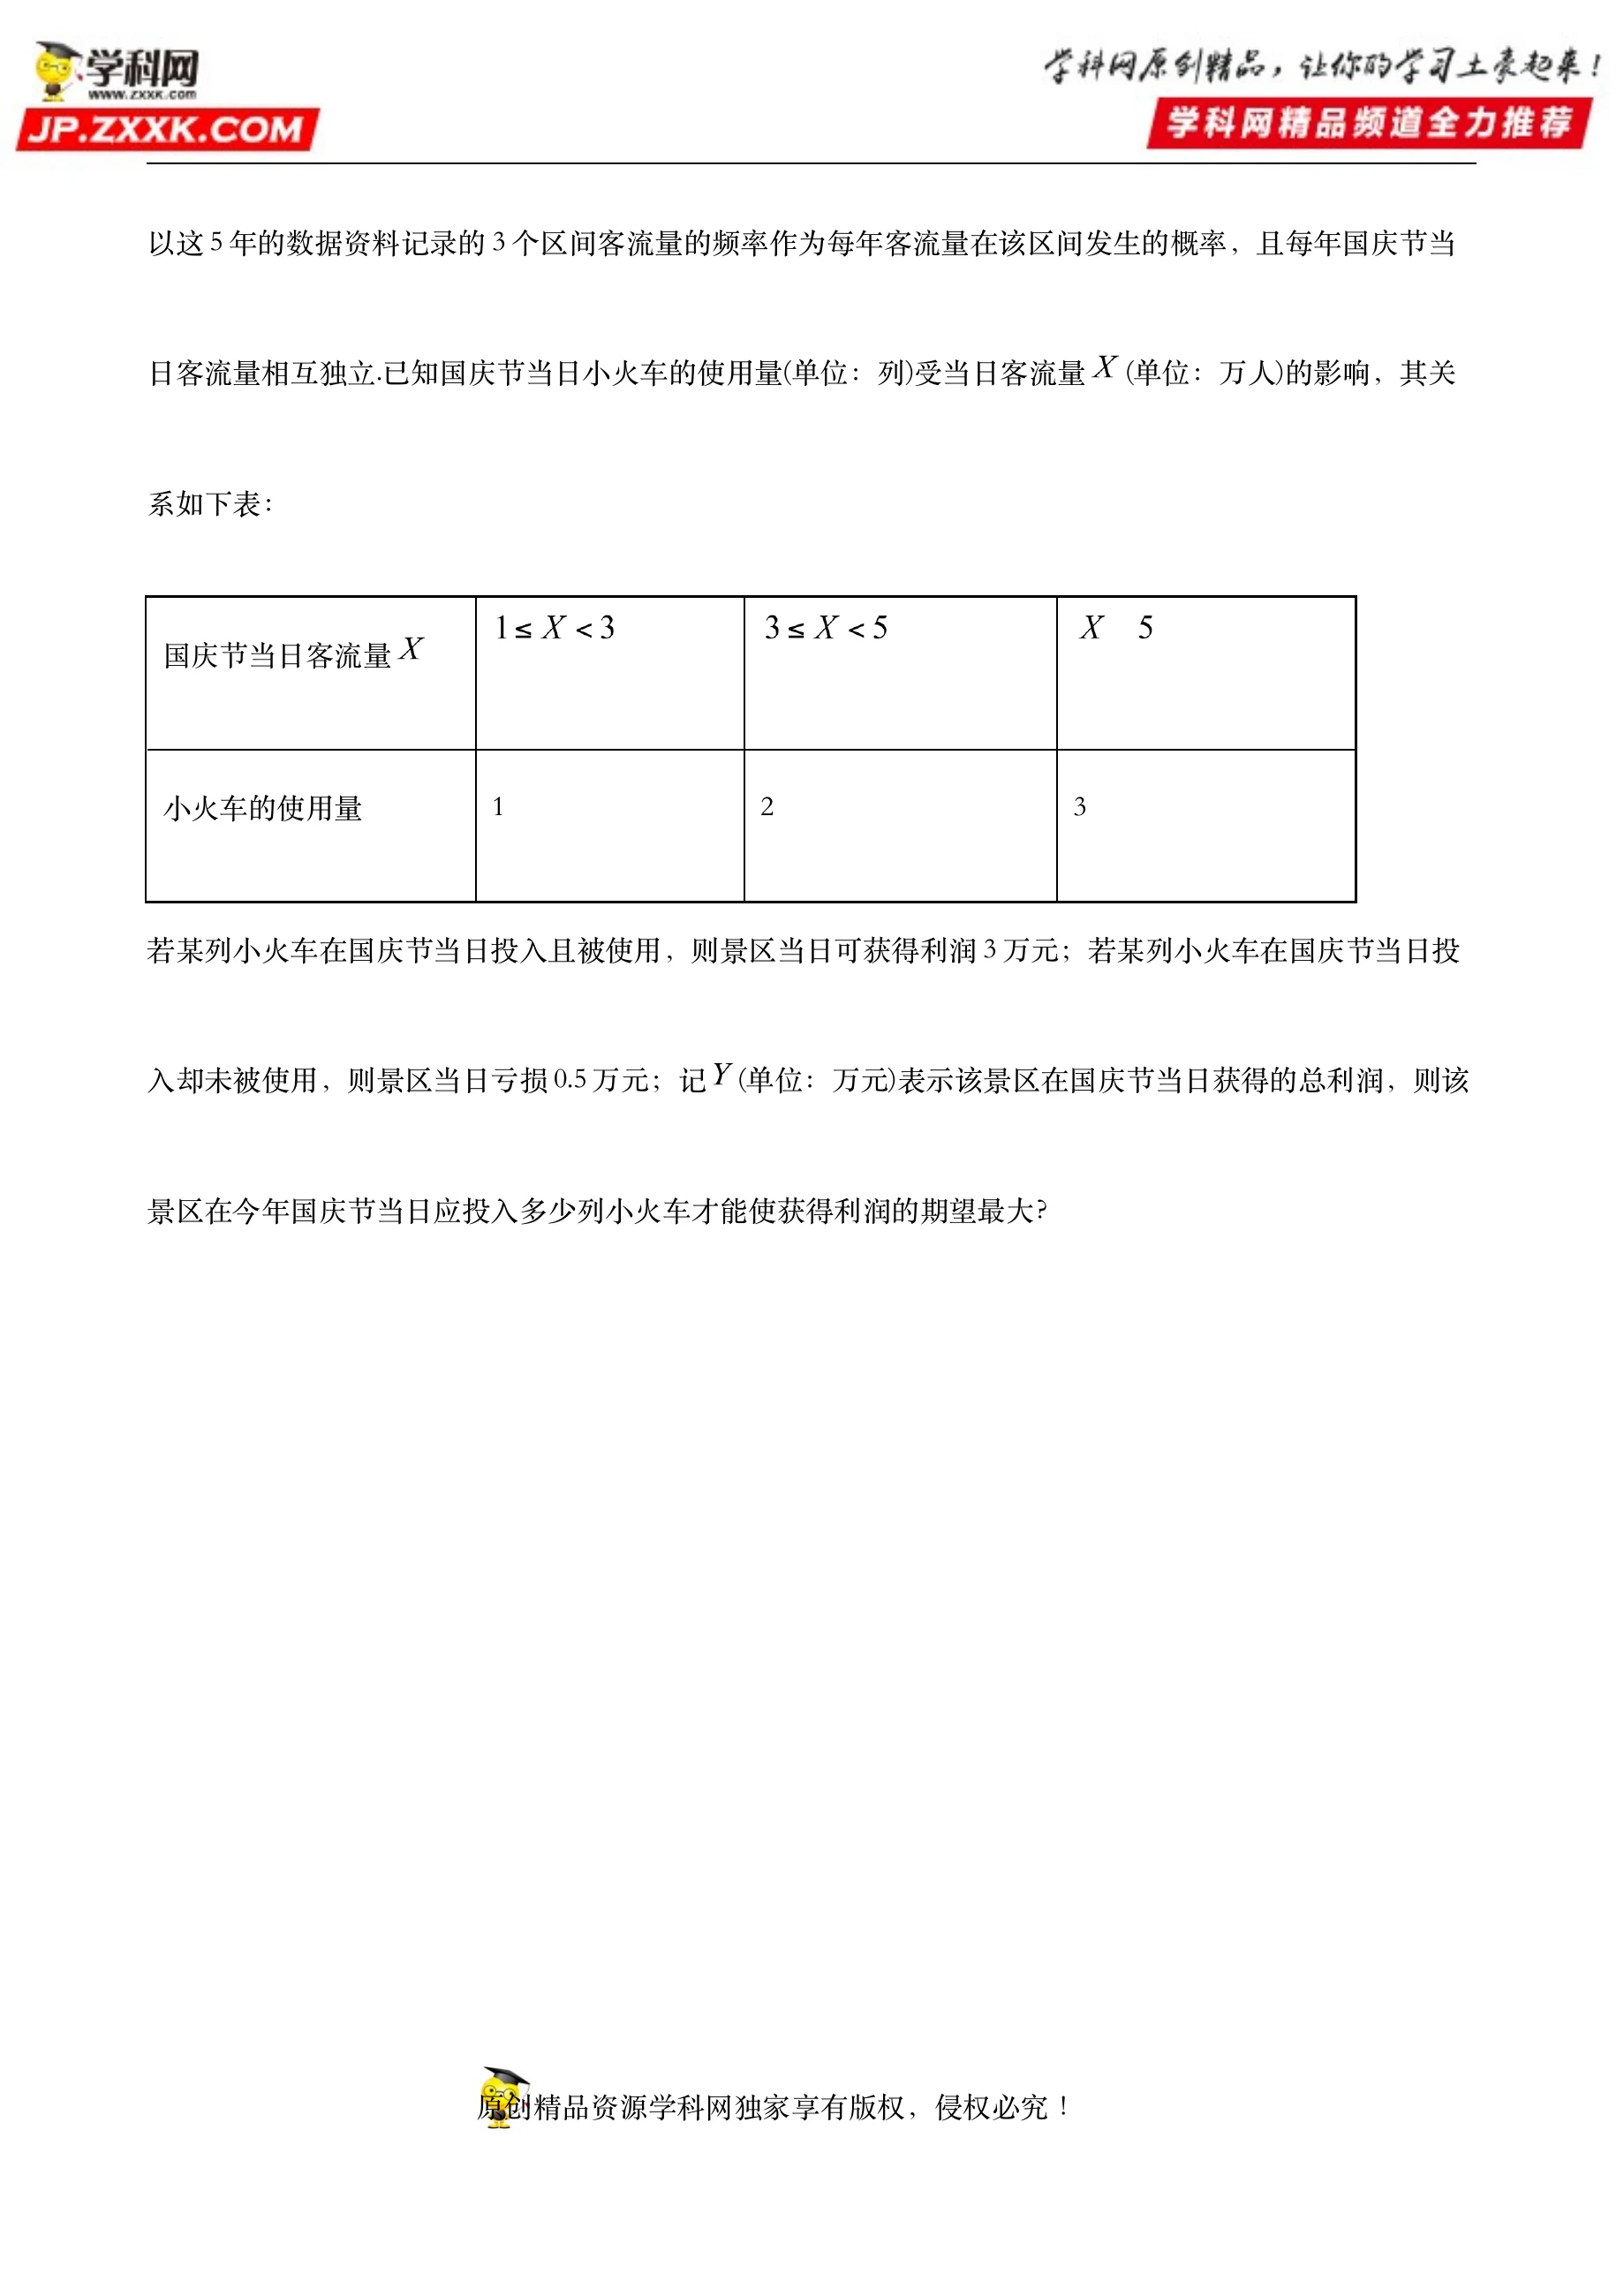 学科网
www.zxxk.com
JP.ZXXK.COM
学科网原创精品，让你的学习土豪起来！
学科网精品频道全力推荐
以这 5 年的数据资料记录的 3 个区间客流量的频率作为每年客流量在该区间发生的概率，且每年国庆节当
日客流量相互独立.已知国庆节当日小火车的使用量(单位：列)受当日客流量 X (单位：万人)的影响，其关
系如下表：
国庆节当日客流量 X 1 ≤ X < 3 3 ≤ X < 5 X 5
小火车的使用量 1 2 3
若某列小火车在国庆节当日投入且被使用，则景区当日可获得利润 3 万元；若某列小火车在国庆节当日投
入却未被使用，则景区当日亏损 0.5 万元；记 Y (单位：万元)表示该景区在国庆节当日获得的总利润，则该
景区在今年国庆节当日应投入多少列小火车才能使获得利润的期望最大?
原创精品资源学科网独家享有版权，侵权必究！